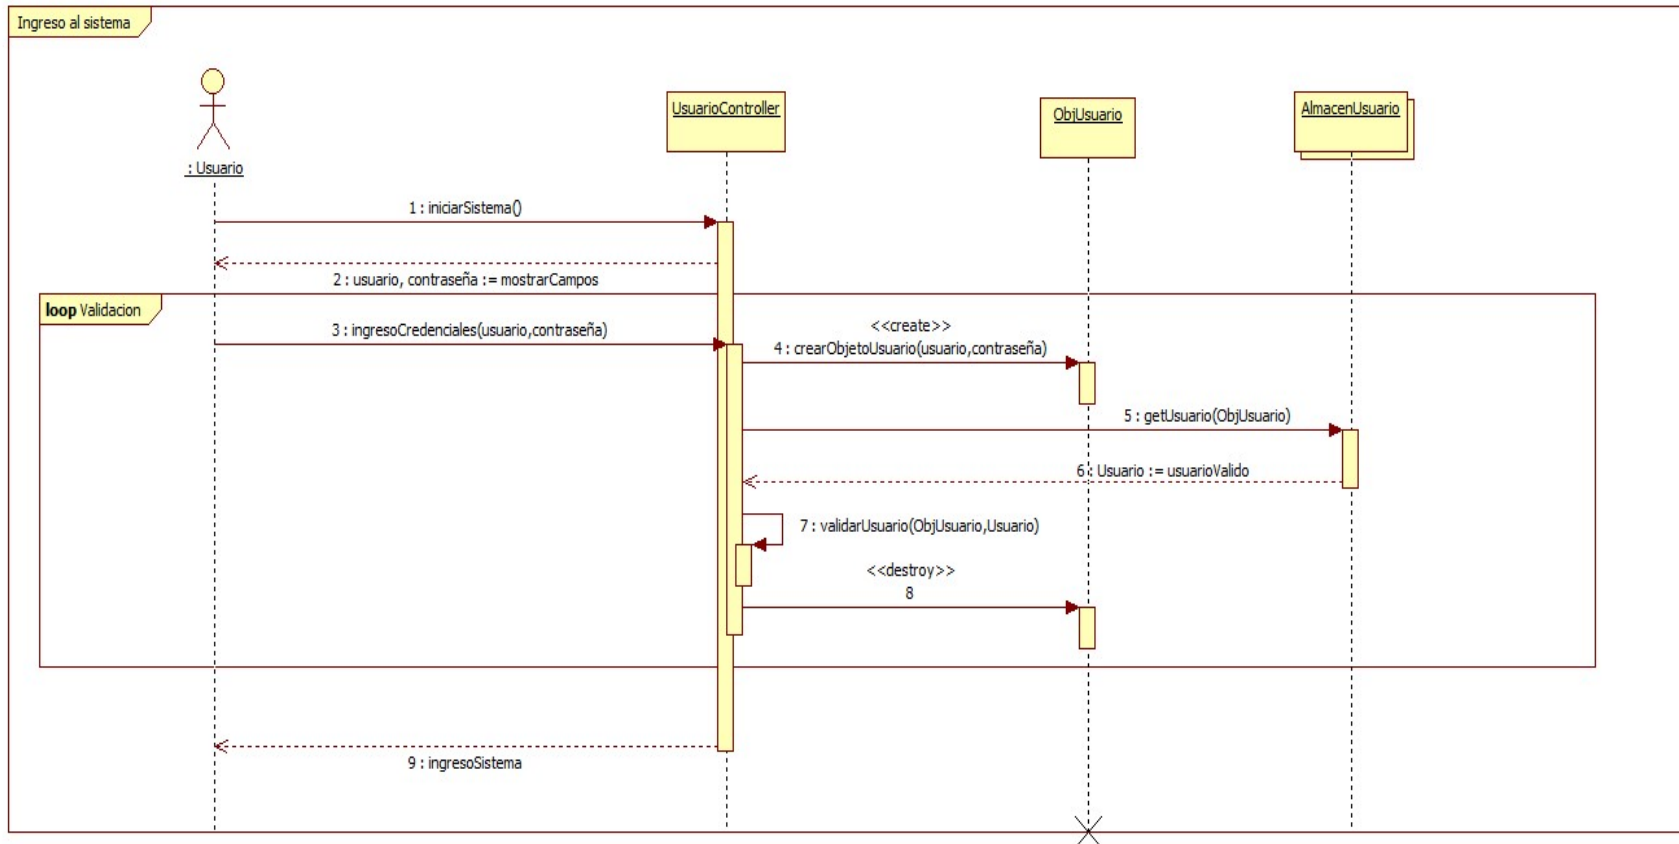 Ingreso al sistema
: Usuario
UsuarioController
ObjUsuario
AlmacenUsuario
1 : iniciarSistema()
2 : usuario, contraseña := mostrarCampos
loop Validacion
3 : ingresoCredenciales(usuario,contraseña)
<<create>>
4 : crearObjetoUsuario(usuario,contraseña)
5 : getUsuario(ObjUsuario)
6 : Usuario := usuarioValido
7 : validarUsuario(ObjUsuario,Usuario)
<<destroy>>
8
9 : ingresoSistema